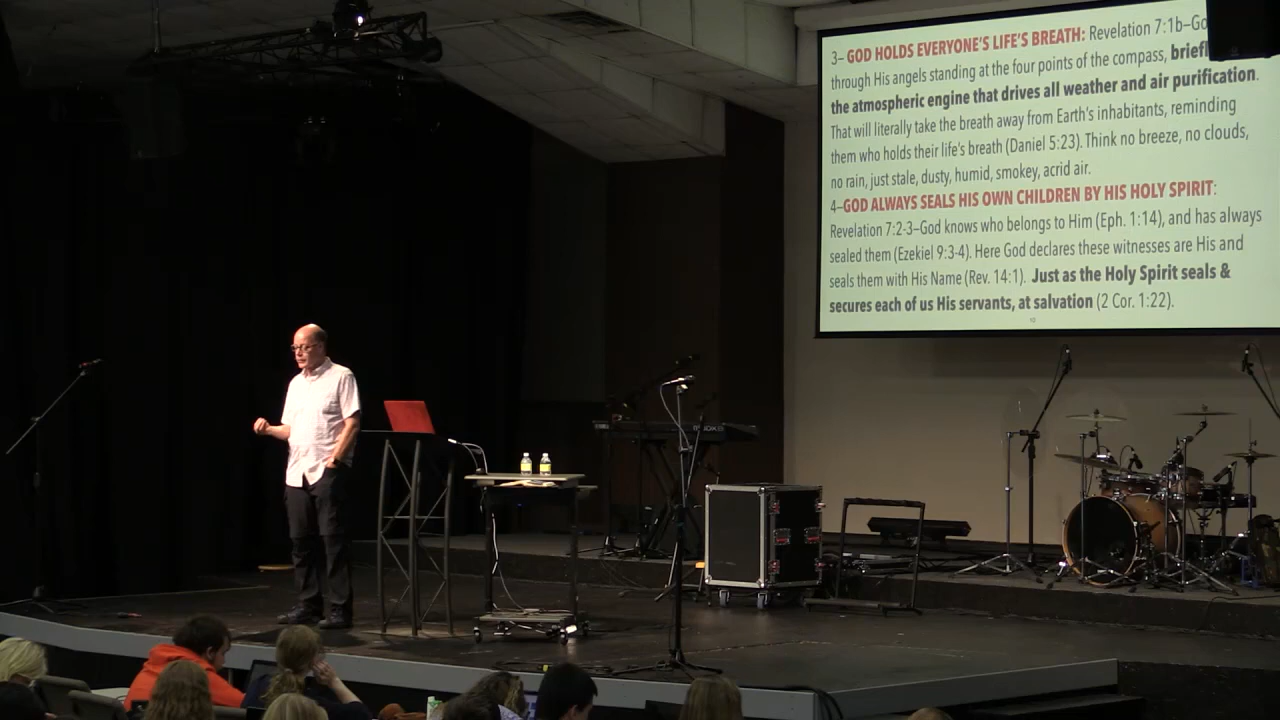 3– GOD HOLDS EVERYONE'S LIFE'S BREATH: Revelation 7:1b–Go
through His angels standing at the four points of the compass, briefl
the atmospheric engine that drives all weather and air purification.
That will literally take the breath away from Earth's inhabitants, reminding
them who holds their life's breath (Daniel 5:23). Think no breeze, no clouds,
no rain, just stale, dusty, humid, smokey, acrid air.
4–GOD ALWAYS SEALS HIS OWN CHILDREN BY HIS HOLY SPIRIT:
Revelation 7:2-3–God knows who belongs to Him (Eph. 1:14), and has always
sealed them (Ezekiel 9:3-4). Here God declares these witnesses are His and
seals them with His Name (Rev. 14:1). Just as the Holy Spirit seals &
secures each of us His servants, at salvation (2 Cor. 1:22).